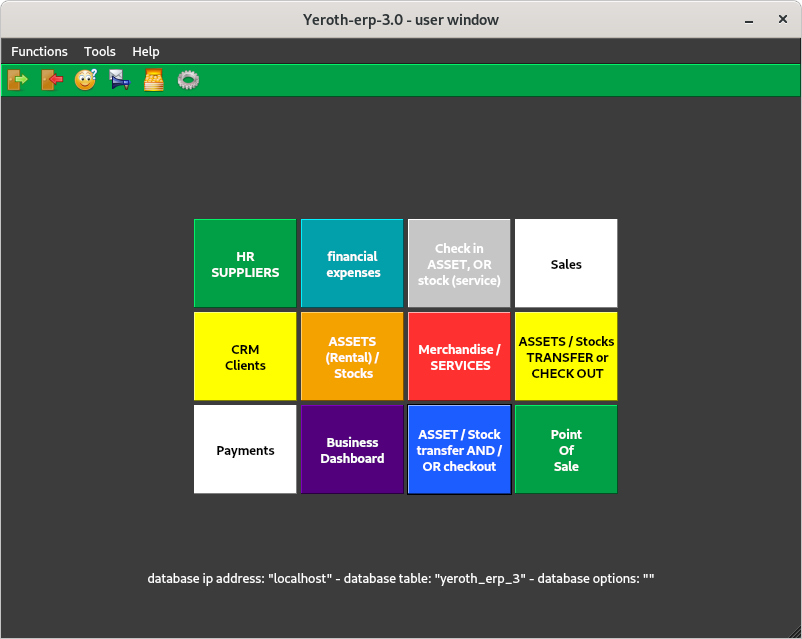 Yeroth-erp-3.0 - user window
Functions Tools Help
HR
SUPPLIERS
financial
expenses
Check in
ASSET, OR
stock (service)
Sales
CRM
Clients
ASSETS
(Rental) /
Stocks
Merchandise /
SERVICES
ASSETS / Stocks
TRANSFER or
CHECK OUT
Payments
Business
Dashboard
ASSET / Stock
transfer AND /
OR checkout
Point
Of
Sale
database ip address: "localhost" - database table: "yeroth_erp_3" - database options: ""